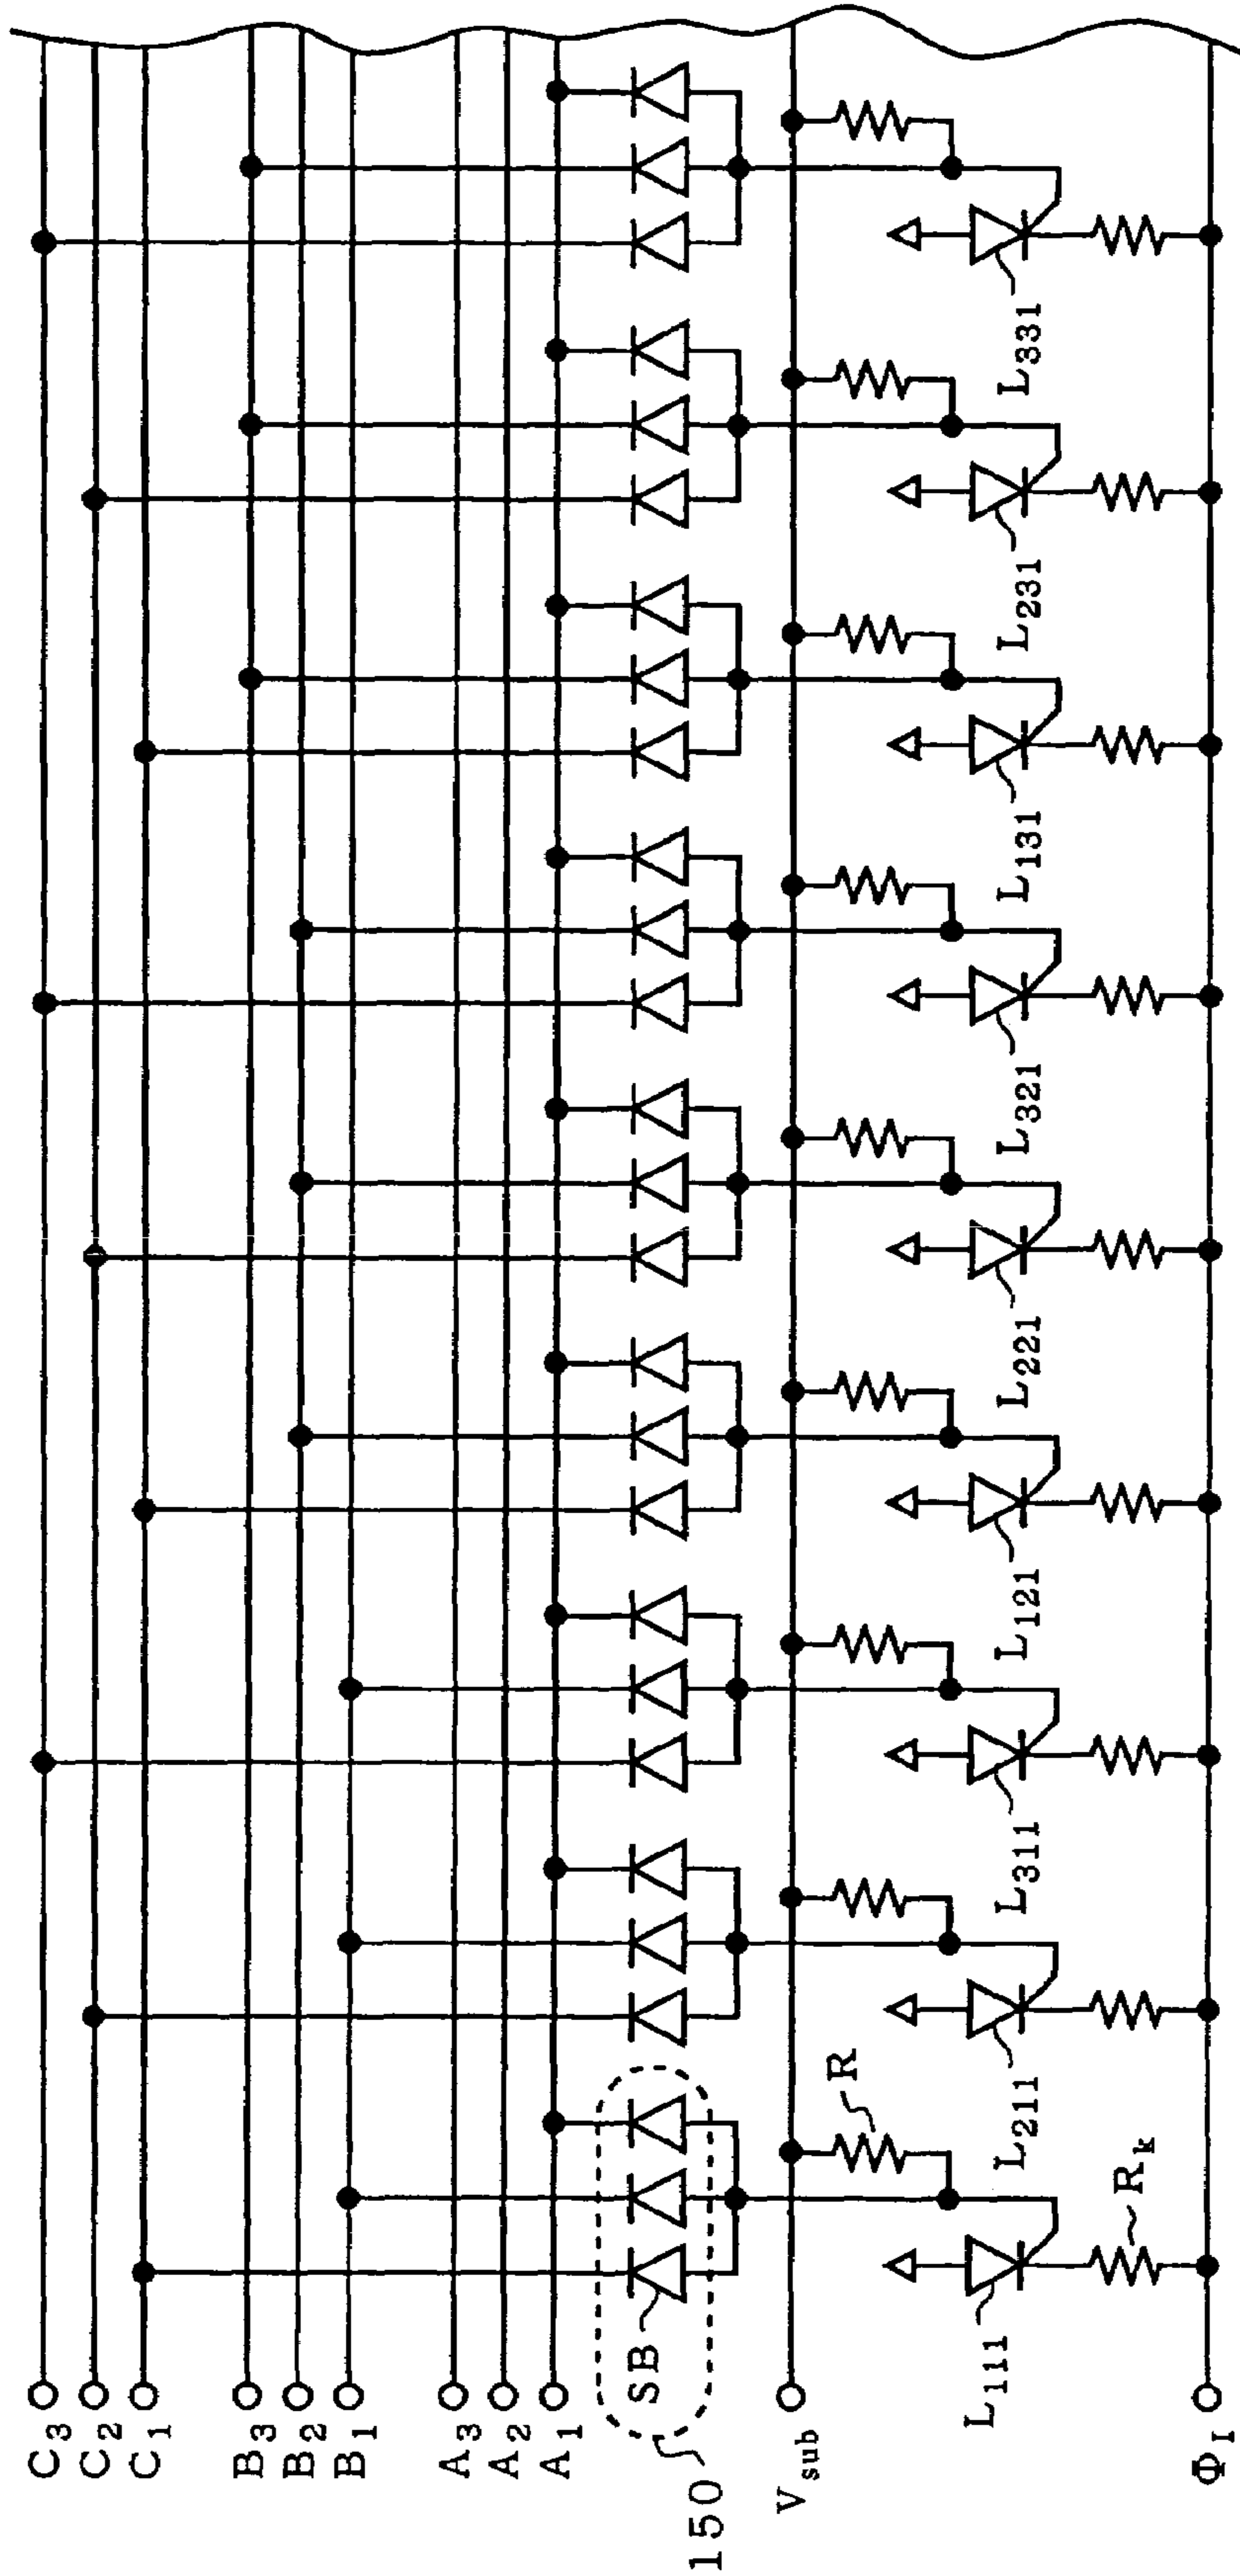 C3
C2
C1
B3
B2
B1
A3
A2
A1
150
SB
Vsub
R
L111
L211
L311
L121
L221
L321
L131
L231
L331
Rk
ΦI